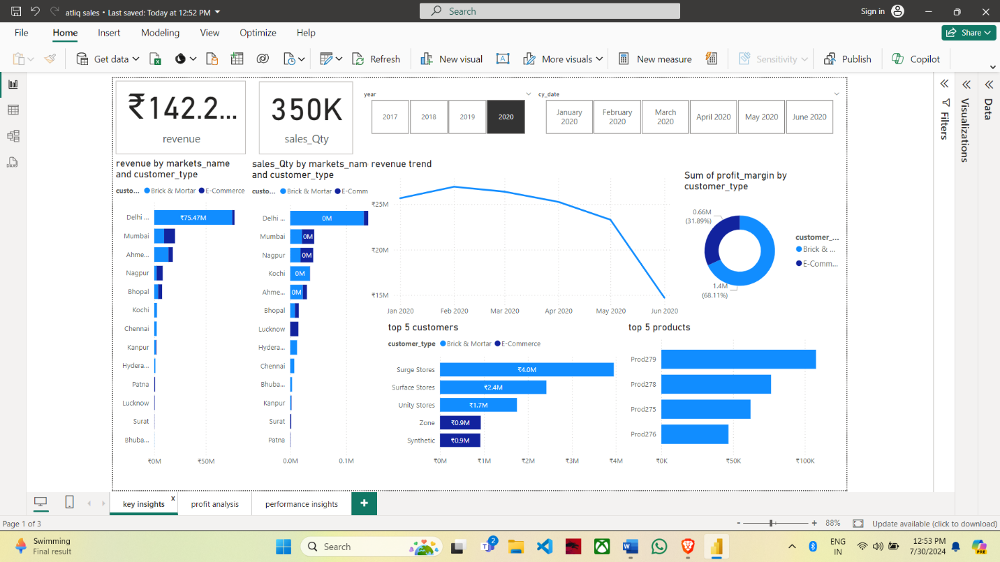 atliq sales • Last saved: Today at 12:52 PM
Search
Sign in
File
Home
Insert
Modeling
View
Optimize
Help
Share
Get data
Refresh
New visual
More visuals
New measure
Sensitivity
Publish
Copilot
₹142.2...
revenue
350K
sales_Qty
year
2017
2018
2019
2020
cy_date
January 2020
February 2020
March 2020
April 2020
May 2020
June 2020
Filters
Visualizations
Data
revenue by markets_name
and customer_type
custo... Brick & Mortar E-Commerce
Delhi ...
₹75.47M
Mumbai
Ahme...
Nagpur
Bhopal
Kochi
Chennai
Kanpur
Hydera...
Patna
Lucknow
Surat
Bhuba...
₹0M
₹50M
sales_Qty by markets_nam
and customer_type
custo... Brick & Mortar E-Comm
Delhi ...
0M
Mumbai
0M
Nagpur
0M
Kochi
0M
Ahme...
0M
Bhopal
Lucknow
Hydera...
Chennai
Bhuba...
Kanpur
Surat
Patna
0.0M
0.1M
revenue trend
₹25M
₹20M
₹15M
Jan 2020
Feb 2020
Mar 2020
Apr 2020
May 2020
Jun 2020
Sum of profit_margin by
customer_type
0.66M
(31.89%)
1.4M
(68.11%)
customer_...
Brick & ...
E-Comm...
top 5 customers
customer_type Brick & Mortar E-Commerce
Surge Stores
₹4.0M
Surface Stores
₹2.4M
Unity Stores
₹1.7M
Zone
₹0.9M
Synthetic
₹0.9M
₹0M
₹1M
₹2M
₹3M
₹4M
top 5 products
Prod279
Prod278
Prod275
Prod276
₹0K
₹50K
₹100K
key insights
x
profit analysis
performance insights
+
Page 1 of 3
- + 88%
Update available (click to download)
Swimming
Final result
Search
2
ENG
IN
12:53 PM
7/30/2024
PRE